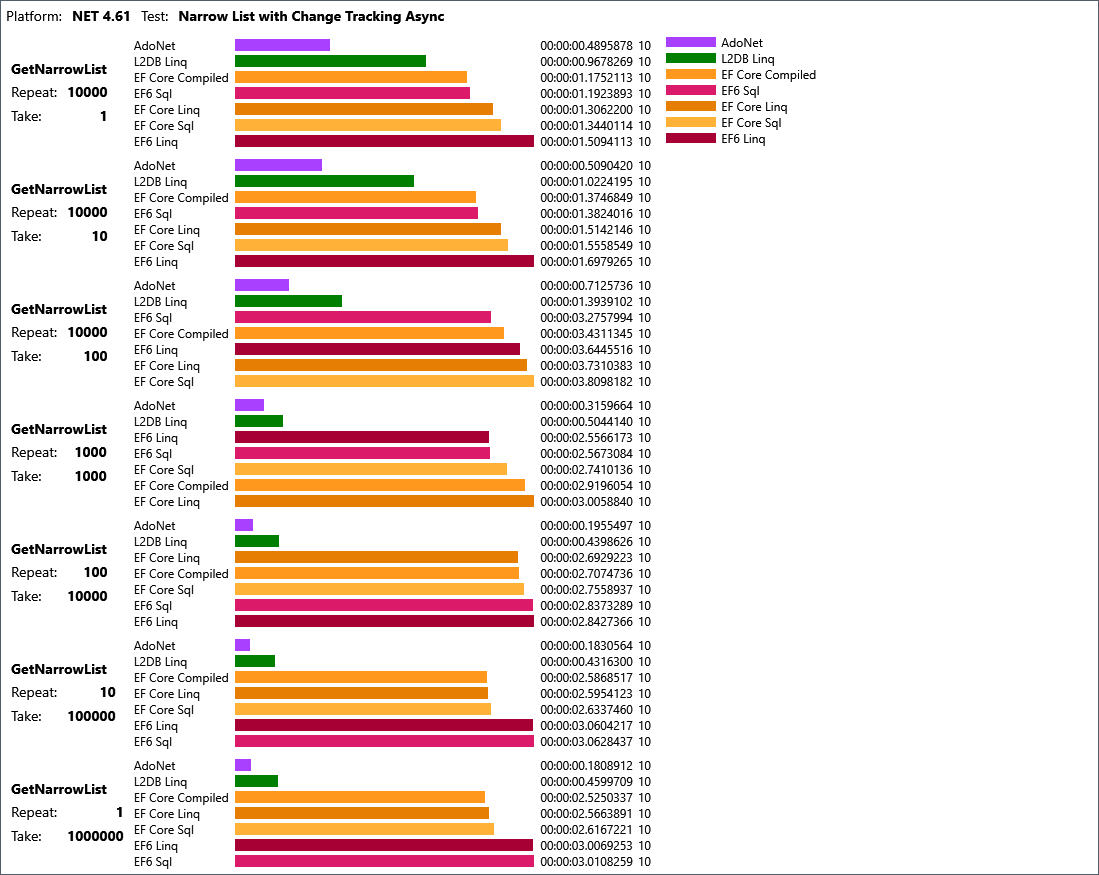 Platform: NET 4.61 Test: Narrow List with Change Tracking Async
GetNarrowList
Repeat: 10000
Take: 1
AdoNet 00:00:00.4895878 10
L2DB Linq 00:00:00.9678269 10
EF Core Compiled 00:00:01.1752113 10
EF6 Sql 00:00:01.1923893 10
EF Core Linq 00:00:01.3062200 10
EF Core Sql 00:00:01.3440114 10
EF6 Linq 00:00:01.5094113 10
AdoNet
L2DB Linq
EF Core Compiled
EF6 Sql
EF Core Linq
EF Core Sql
EF6 Linq
GetNarrowList
Repeat: 10000
Take: 10
AdoNet 00:00:00.5090420 10
L2DB Linq 00:00:01.0224195 10
EF Core Compiled 00:00:01.3746849 10
EF6 Sql 00:00:01.3824016 10
EF Core Linq 00:00:01.5142146 10
EF Core Sql 00:00:01.5558549 10
EF6 Linq 00:00:01.6979265 10
GetNarrowList
Repeat: 10000
Take: 100
AdoNet 00:00:00.7125736 10
L2DB Linq 00:00:01.3939102 10
EF6 Sql 00:00:03.2757994 10
EF Core Compiled 00:00:03.4311345 10
EF6 Linq 00:00:03.6445516 10
EF Core Linq 00:00:03.7310383 10
EF Core Sql 00:00:03.8098182 10
GetNarrowList
Repeat: 1000
Take: 1000
AdoNet 00:00:00.3159664 10
L2DB Linq 00:00:00.5044140 10
EF6 Linq 00:00:02.5566173 10
EF6 Sql 00:00:02.5673084 10
EF Core Sql 00:00:02.7410136 10
EF Core Compiled 00:00:02.9196054 10
EF Core Linq 00:00:03.0058840 10
GetNarrowList
Repeat: 100
Take: 10000
AdoNet 00:00:00.1955497 10
L2DB Linq 00:00:00.4398626 10
EF Core Linq 00:00:02.6929223 10
EF Core Compiled 00:00:02.7074736 10
EF Core Sql 00:00:02.7558937 10
EF6 Sql 00:00:02.8373289 10
EF6 Linq 00:00:02.8427366 10
GetNarrowList
Repeat: 10
Take: 100000
AdoNet 00:00:00.1830564 10
L2DB Linq 00:00:00.4316300 10
EF Core Compiled 00:00:02.5868517 10
EF Core Linq 00:00:02.5954123 10
EF Core Sql 00:00:02.6337460 10
EF6 Linq 00:00:03.0604217 10
EF6 Sql 00:00:03.0628437 10
GetNarrowList
Repeat: 1
Take: 1000000
AdoNet 00:00:00.1808912 10
L2DB Linq 00:00:00.4599709 10
EF Core Compiled 00:00:02.5250337 10
EF Core Linq 00:00:02.5663891 10
EF Core Sql 00:00:02.6167221 10
EF6 Linq 00:00:03.0069253 10
EF6 Sql 00:00:03.0108259 10